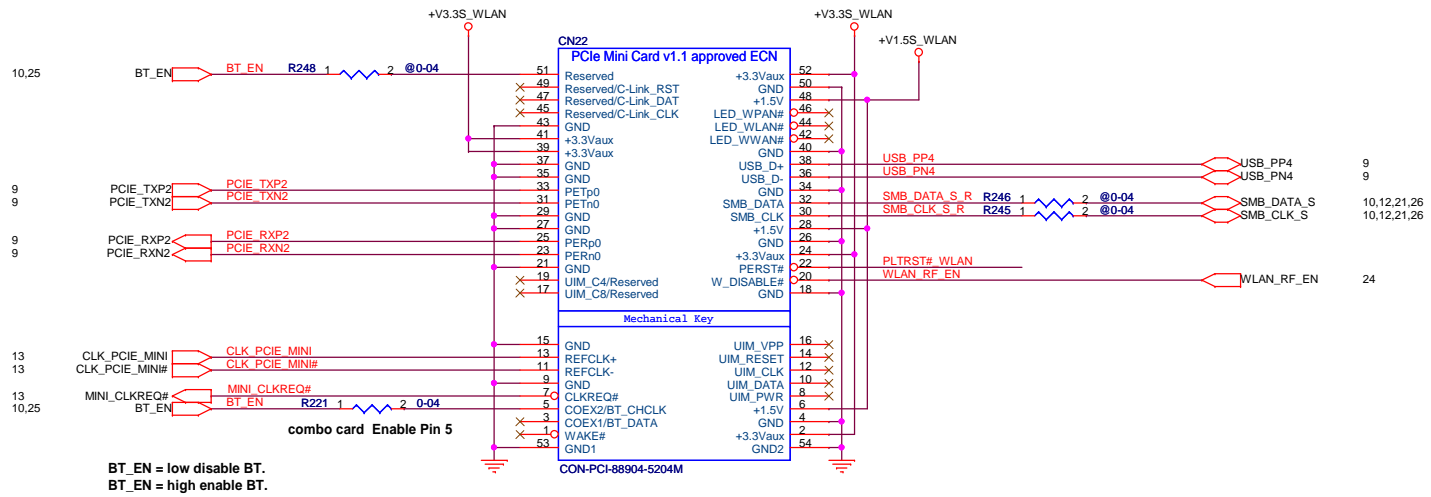 +V3.3S_WLAN
+V3.3S_WLAN
+V1.5S_WLAN
CN22
PCIe Mini Card v1.1 approved ECN
10,25 BT_EN BT_EN R248 1 2 @0-04 51 Reserved +3.3Vaux 52
49 Reserved/C-Link_RST GND 50
47 Reserved/C-Link_DAT +1.5V 48
45 Reserved/C-Link_CLK LED_WPAN# 46
43 GND LED_WLAN# 44
41 +3.3Vaux LED_WWAN# 42
39 +3.3Vaux GND 40
37 GND USB_D+ 38 USB_PP4 USB_PP4 9
35 GND USB_D- 36 USB_PN4 USB_PN4 9
9 PCIE_TXP2 PCIE_TXP2 33 PETp0 GND 34
9 PCIE_TXN2 PCIE_TXN2 31 PETn0 SMB_DATA 32 SMB_DATA_S_R R246 1 2 @0-04 SMB_DATA_S 10,12,21,26
29 GND SMB_CLK 30 SMB_CLK_S_R R245 1 2 @0-04 SMB_CLK_S 10,12,21,26
27 GND +1.5V 28
9 PCIE_RXP2 PCIE_RXP2 25 PERp0 GND 26
9 PCIE_RXN2 PCIE_RXN2 23 PERn0 +3.3Vaux 24
21 GND PERST# 22 PLTRST#_WLAN
19 UIM_C4/Reserved W_DISABLE# 20 WLAN_RF_EN WLAN_RF_EN 24
17 UIM_C8/Reserved GND 18
Mechanical Key
15 GND UIM_VPP 16
13 CLK_PCIE_MINI CLK_PCIE_MINI 13 REFCLK+ UIM_RESET 14
13 CLK_PCIE_MINI# CLK_PCIE_MINI# 11 REFCLK- UIM_CLK 12
9 GND UIM_DATA 10
13 MINI_CLKREQ# MINI_CLKREQ# 7 CLKREQ# UIM_PWR 8
10,25 BT_EN BT_EN R221 1 2 0-04 5 COEX2/BT_CHCLK +1.5V 6
3 COEX1/BT_DATA GND 4
combo card Enable Pin 5
1 WAKE# +3.3Vaux 2
53 GND1 GND2 54
CON-PCI-88904-5204M
BT_EN = low disable BT.
BT_EN = high enable BT.